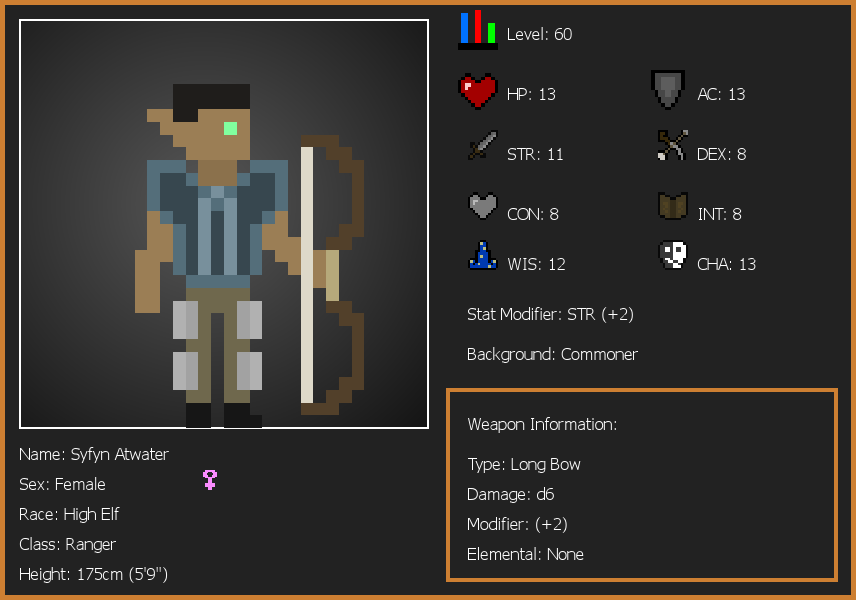 Level: 60
HP: 13
AC: 13
STR: 11
DEX: 8
CON: 8
INT: 8
WIS: 12
CHA: 13
Stat Modifier: STR (+2)
Background: Commoner
Weapon Information:
Type: Long Bow
Damage: d6
Modifier: (+2)
Elemental: None
Name: Syfyn Atwater
Sex: Female
Race: High Elf
Class: Ranger
Height: 175cm (5'9")